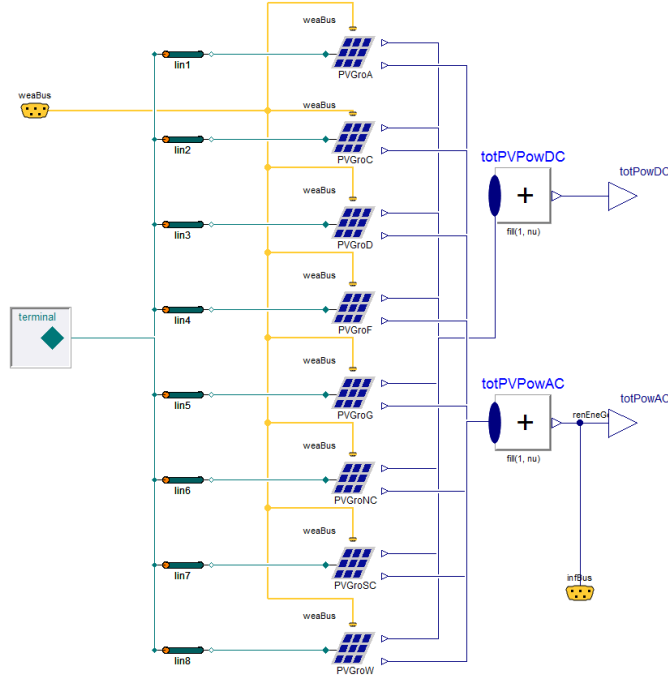 weaBus
lin1
PVGroA
weaBus
weaBus
lin2
PVGroC
weaBus
totPVPowDC
totPowDC
+
fill(1, nu)
lin3
PVGroD
weaBus
terminal
lin4
PVGroF
weaBus
totPVPowAC
totPowAC
renEneG
+
fill(1, nu)
lin5
PVGroG
weaBus
lin6
PVGroNC
weaBus
lin7
PVGroSC
infBus
weaBus
lin8
PVGroW